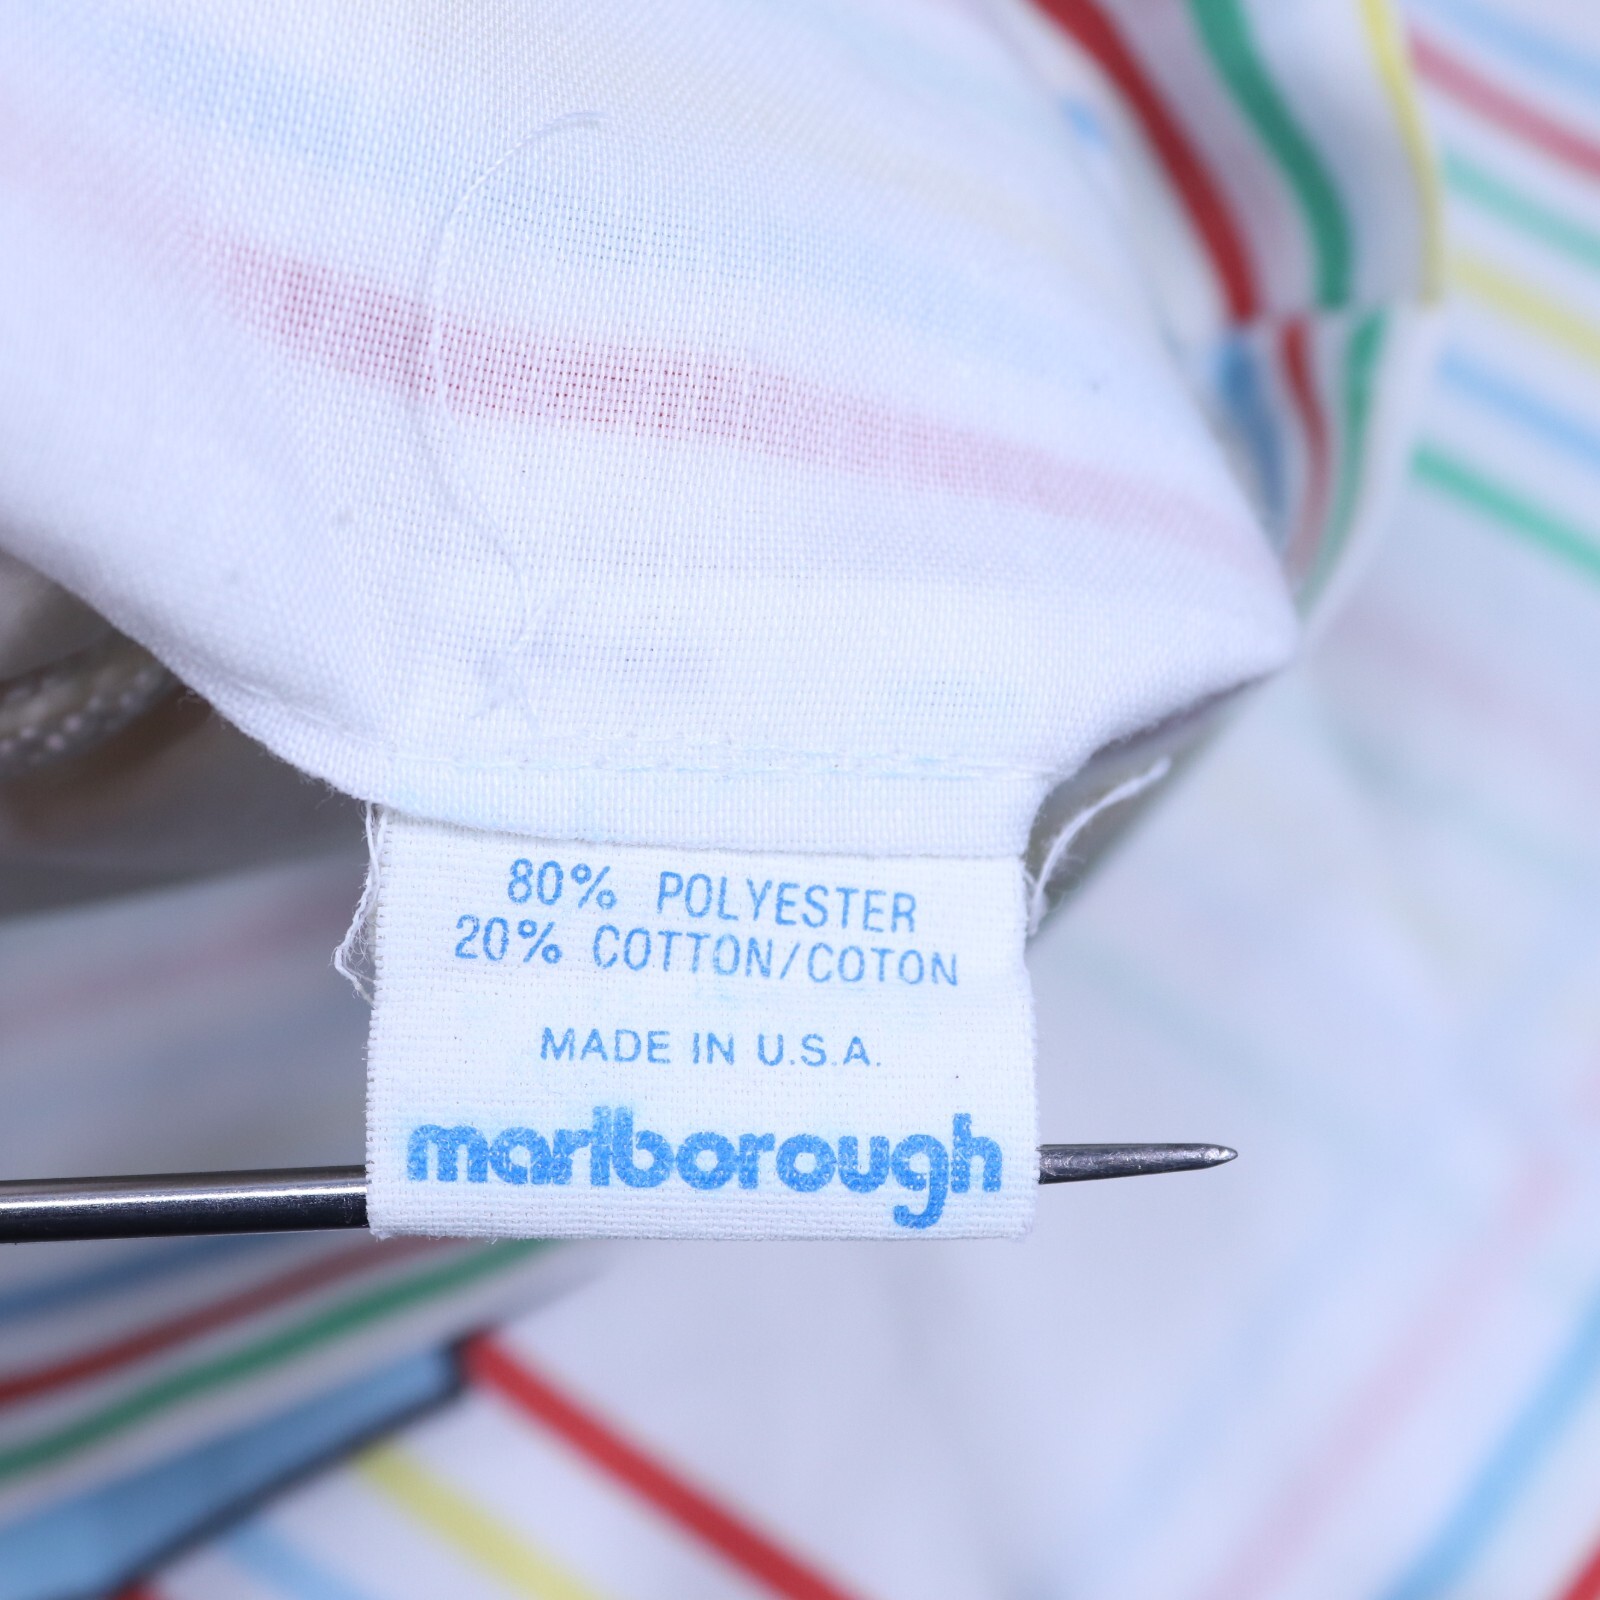 80% POLYESTER
20% COTTON/COTON
MADE IN U.S.A.
marlborough